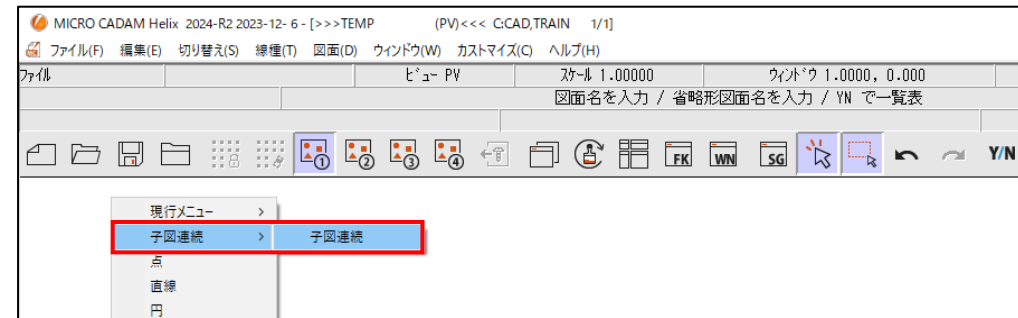 MICRO CADAM Helix 2024-R2 2023-12- 6 - [>>>TEMP (PV)<<< C:CAD,TRAIN 1/1]
ファイル(F) 編集(E) 切り替え(S) 線種(T) 図面(D) ウィンドウ(W) カスタマイズ(C) ヘルプ(H)
ファイル ビュー PV スケール 1.00000 ウィンドウ 1.0000, 0.000
図面名を入力 / 省略形図面名を入力 / YN で一覧表
1 2 3 4 FK WN SG Y/N
現行メニュー >
子図連続 > 子図連続
点
直線
円